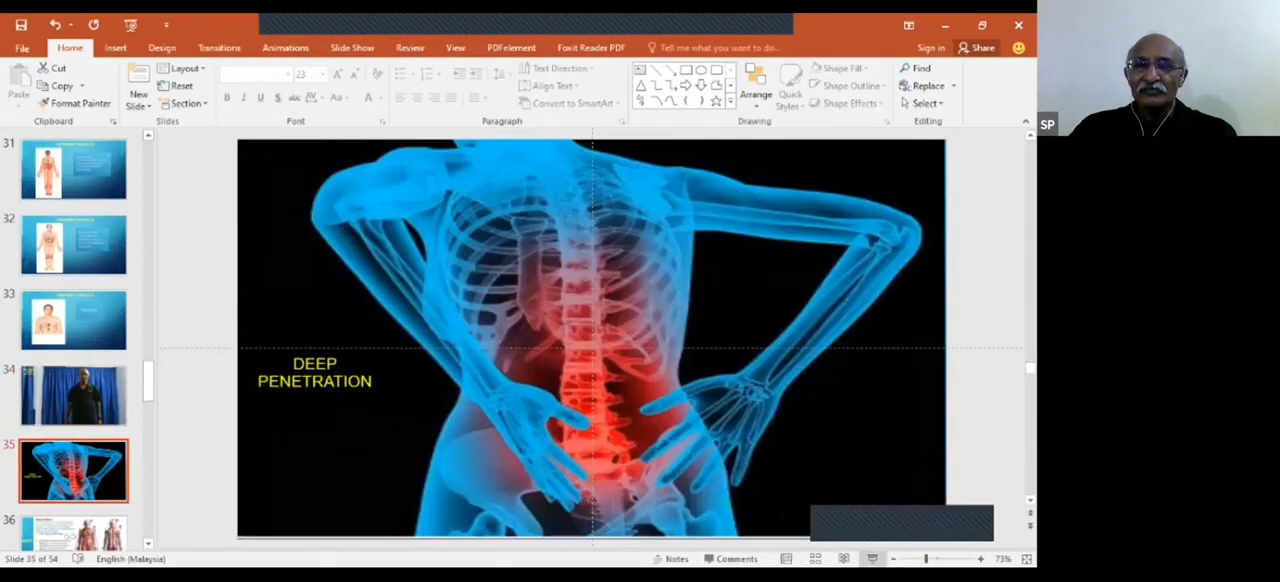 File Home Insert Design Transitions Animations Slide Show Review View PDFelement Foxit Reader PDF Tell me what you want to do... Sign in Share
Paste
Cut
Copy
Format Painter
Clipboard
New
Slide
Layout
Reset
Section
Slides
23
B I U S abc AV Aa A
Font
Text Direction
Align Text
Convert to SmartArt
Paragraph
Arrange
Quick
Styles
Shape Fill
Shape Outline
Shape Effects
Drawing
Find
Replace
Select
Editing
SP
31
32
33
34
35
36
DEEP
PENETRATION
Slide 35 of 54 English (Malaysia) Notes Comments 73%